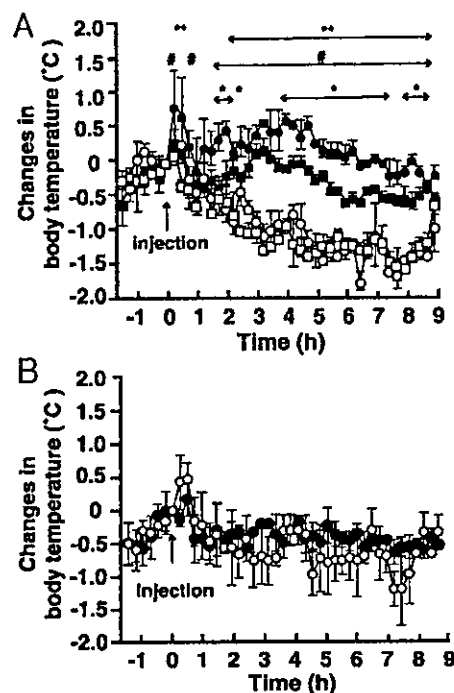 A
**
**
# #
#
* *
*
*
2.0
1.5
1.0
0.5
0
-0.5
-1.0
-1.5
-2.0
Changes in
body temperature (°C)
injection
-1 0 1 2 3 4 5 6 7 8 9
Time (h)
B
2.0
1.5
1.0
0.5
0
-0.5
-1.0
-1.5
-2.0
Changes in
body temperature (°C)
Injection
-1 0 1 2 3 4 5 6 7 8 9
Time (h)